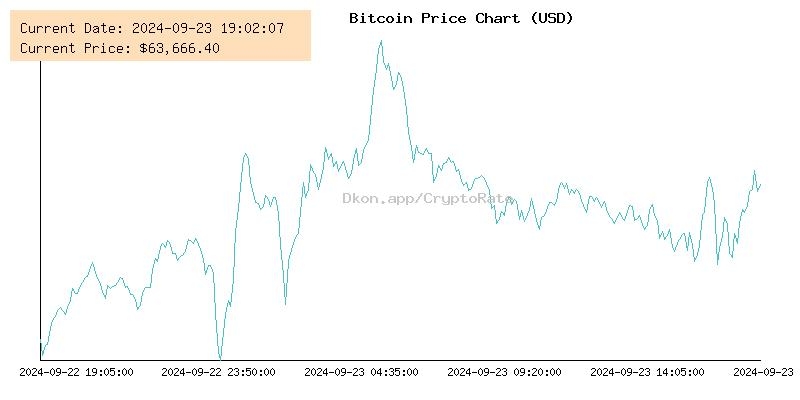 Bitcoin Price Chart (USD)
Current Date: 2024-09-23 19:02:07
Current Price: $63,666.40
Dkon.app/CryptoRate
2024-09-22 19:05:00 2024-09-22 23:50:00 2024-09-23 04:35:00 2024-09-23 09:20:00 2024-09-23 14:05:00 2024-09-23